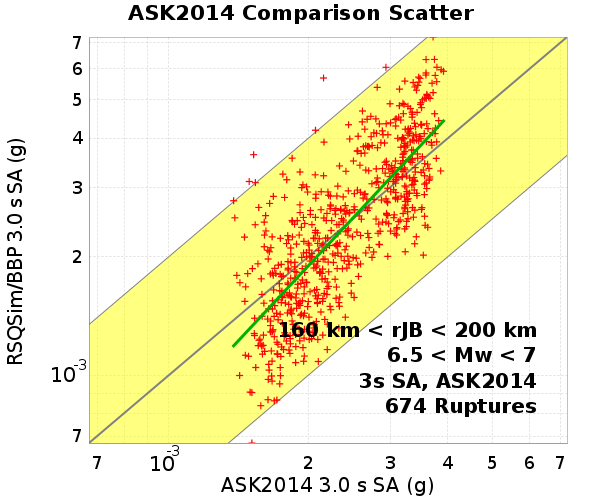 ASK2014 Comparison Scatter
RSQSim/BBP 3.0 s SA (g)
7
6
5
4
3
2
10-3
7
160 km < rJB < 200 km
6.5 < Mw < 7
3s SA, ASK2014
674 Ruptures
7 10-3 2 3 4 5 6 7
ASK2014 3.0 s SA (g)